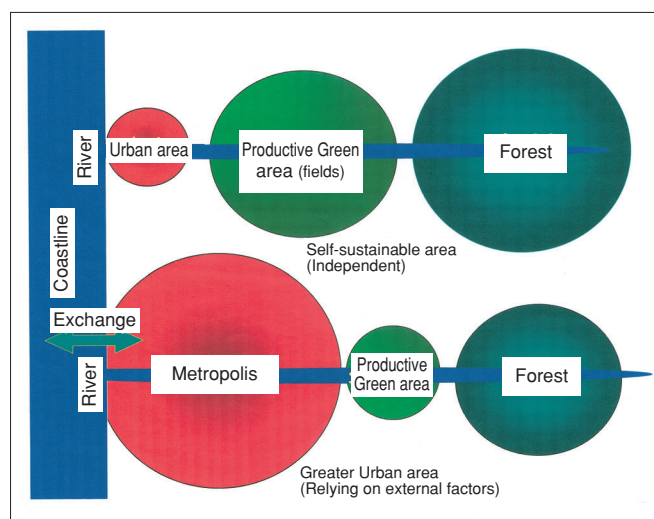 River
Urban area
Productive Green
area (fields)
Forest
Self-sustainable area
(Independent)
Coastline
Exchange
River
Metropolis
Productive
Green area
Forest
Greater Urban area
(Relying on external factors)